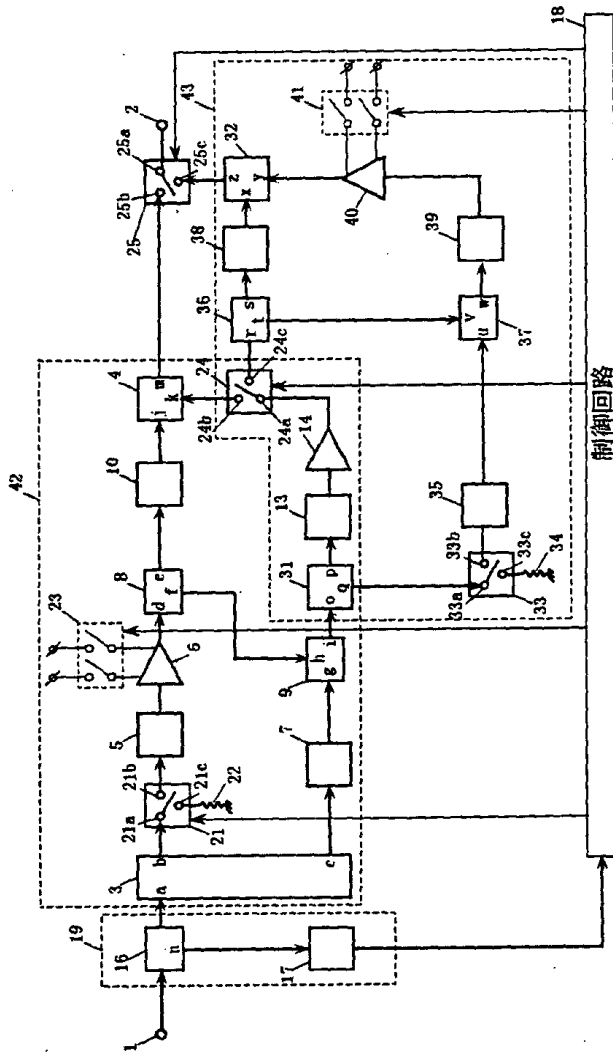 42
23
19
3
21a
21b
5
6
8
10
4
25
25b
25a
2
16
a
b
d
e
f
j
m
k
25c
n
21c
22
21
24
24b
24c
24a
36
38
32
43
r
s
t
x
z
y
1
17
c
7
9
g
h
i
31
o
p
q
13
14
41
40
33a
33b
33c
33
34
35
37
u
v
w
39
18
制御回路